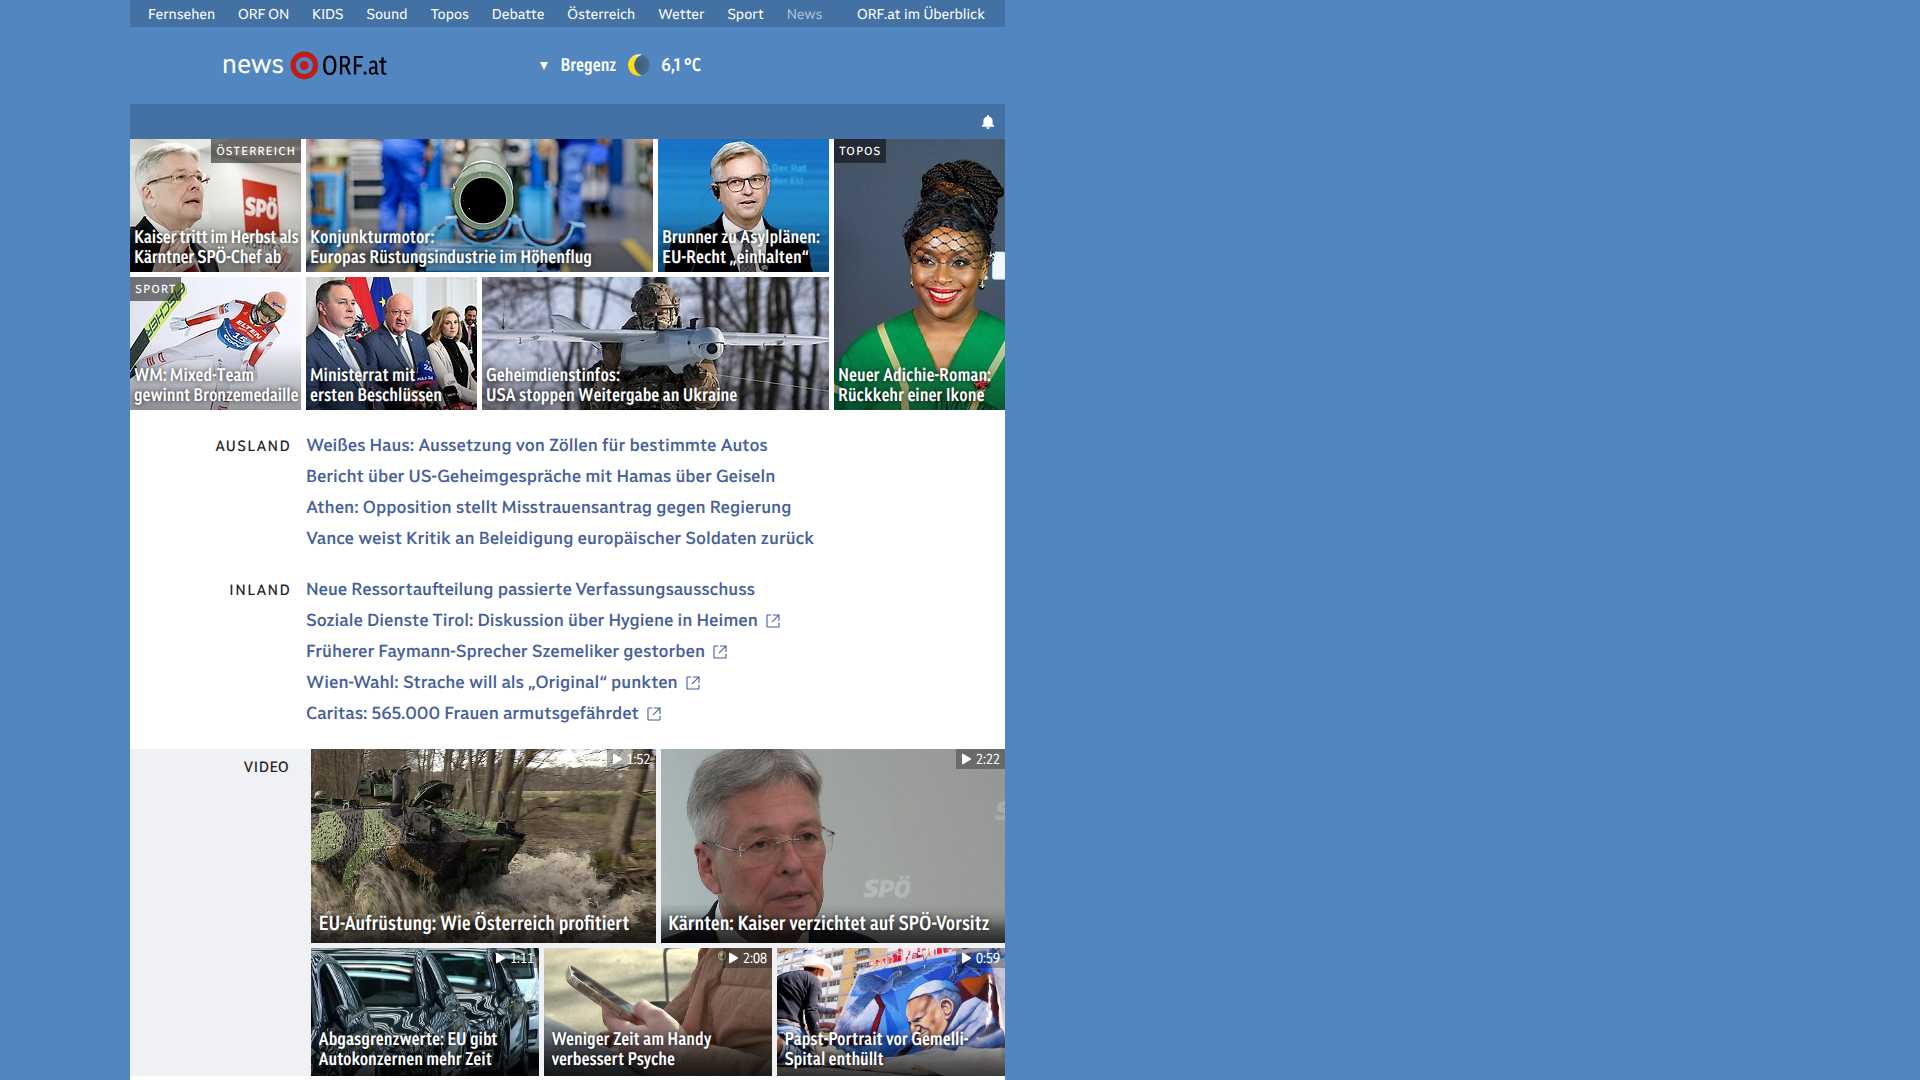 Fernsehen ORF ON KIDS Sound Topos Debatte Österreich Wetter Sport News ORF.at im Überblick
news ORF.at
▼ Bregenz 6,1 °C
ÖSTERREICH
SPÖ
Kaiser tritt im Herbst als
Kärntner SPÖ-Chef ab
Konjunkturmotor:
Europas Rüstungsindustrie im Höhenflug
Der Rat
der EU
Brunner zu Asylplänen:
EU-Recht „einhalten“
TOPOS
Neuer Adichie-Roman:
Rückkehr einer Ikone
SPORT
WM: Mixed-Team
gewinnt Bronzemedaille
Ministerrat mit
ersten Beschlüssen
Geheimdienstinfos:
USA stoppen Weitergabe an Ukraine
AUSLAND
Weißes Haus: Aussetzung von Zöllen für bestimmte Autos
Bericht über US-Geheimgespräche mit Hamas über Geiseln
Athen: Opposition stellt Misstrauensantrag gegen Regierung
Vance weist Kritik an Beleidigung europäischer Soldaten zurück
INLAND
Neue Ressortaufteilung passierte Verfassungsausschuss
Soziale Dienste Tirol: Diskussion über Hygiene in Heimen
Früherer Faymann-Sprecher Szemeliker gestorben
Wien-Wahl: Strache will als „Original“ punkten
Caritas: 565.000 Frauen armutsgefährdet
VIDEO
1:52
EU-Aufrüstung: Wie Österreich profitiert
2:22
SPÖ
Kärnten: Kaiser verzichtet auf SPÖ-Vorsitz
1:11
Abgasgrenzwerte: EU gibt
Autokonzernen mehr Zeit
2:08
Weniger Zeit am Handy
verbessert Psyche
0:59
Papst-Portrait vor Gemelli-
Spital enthüllt